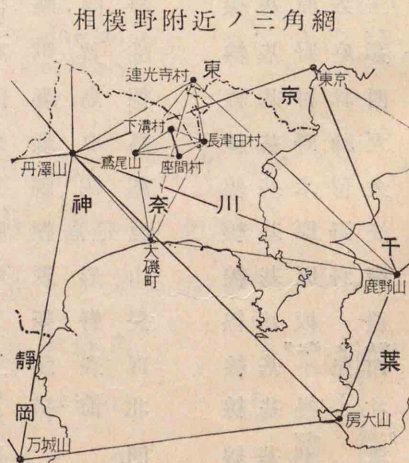 相模野附近ノ三角網
連光寺村
東京
東京
下溝村
長津田村
丹澤山
鳶尾山
座間村
神奈川
大磯町
千葉
鹿野山
靜岡
房大山
万城山